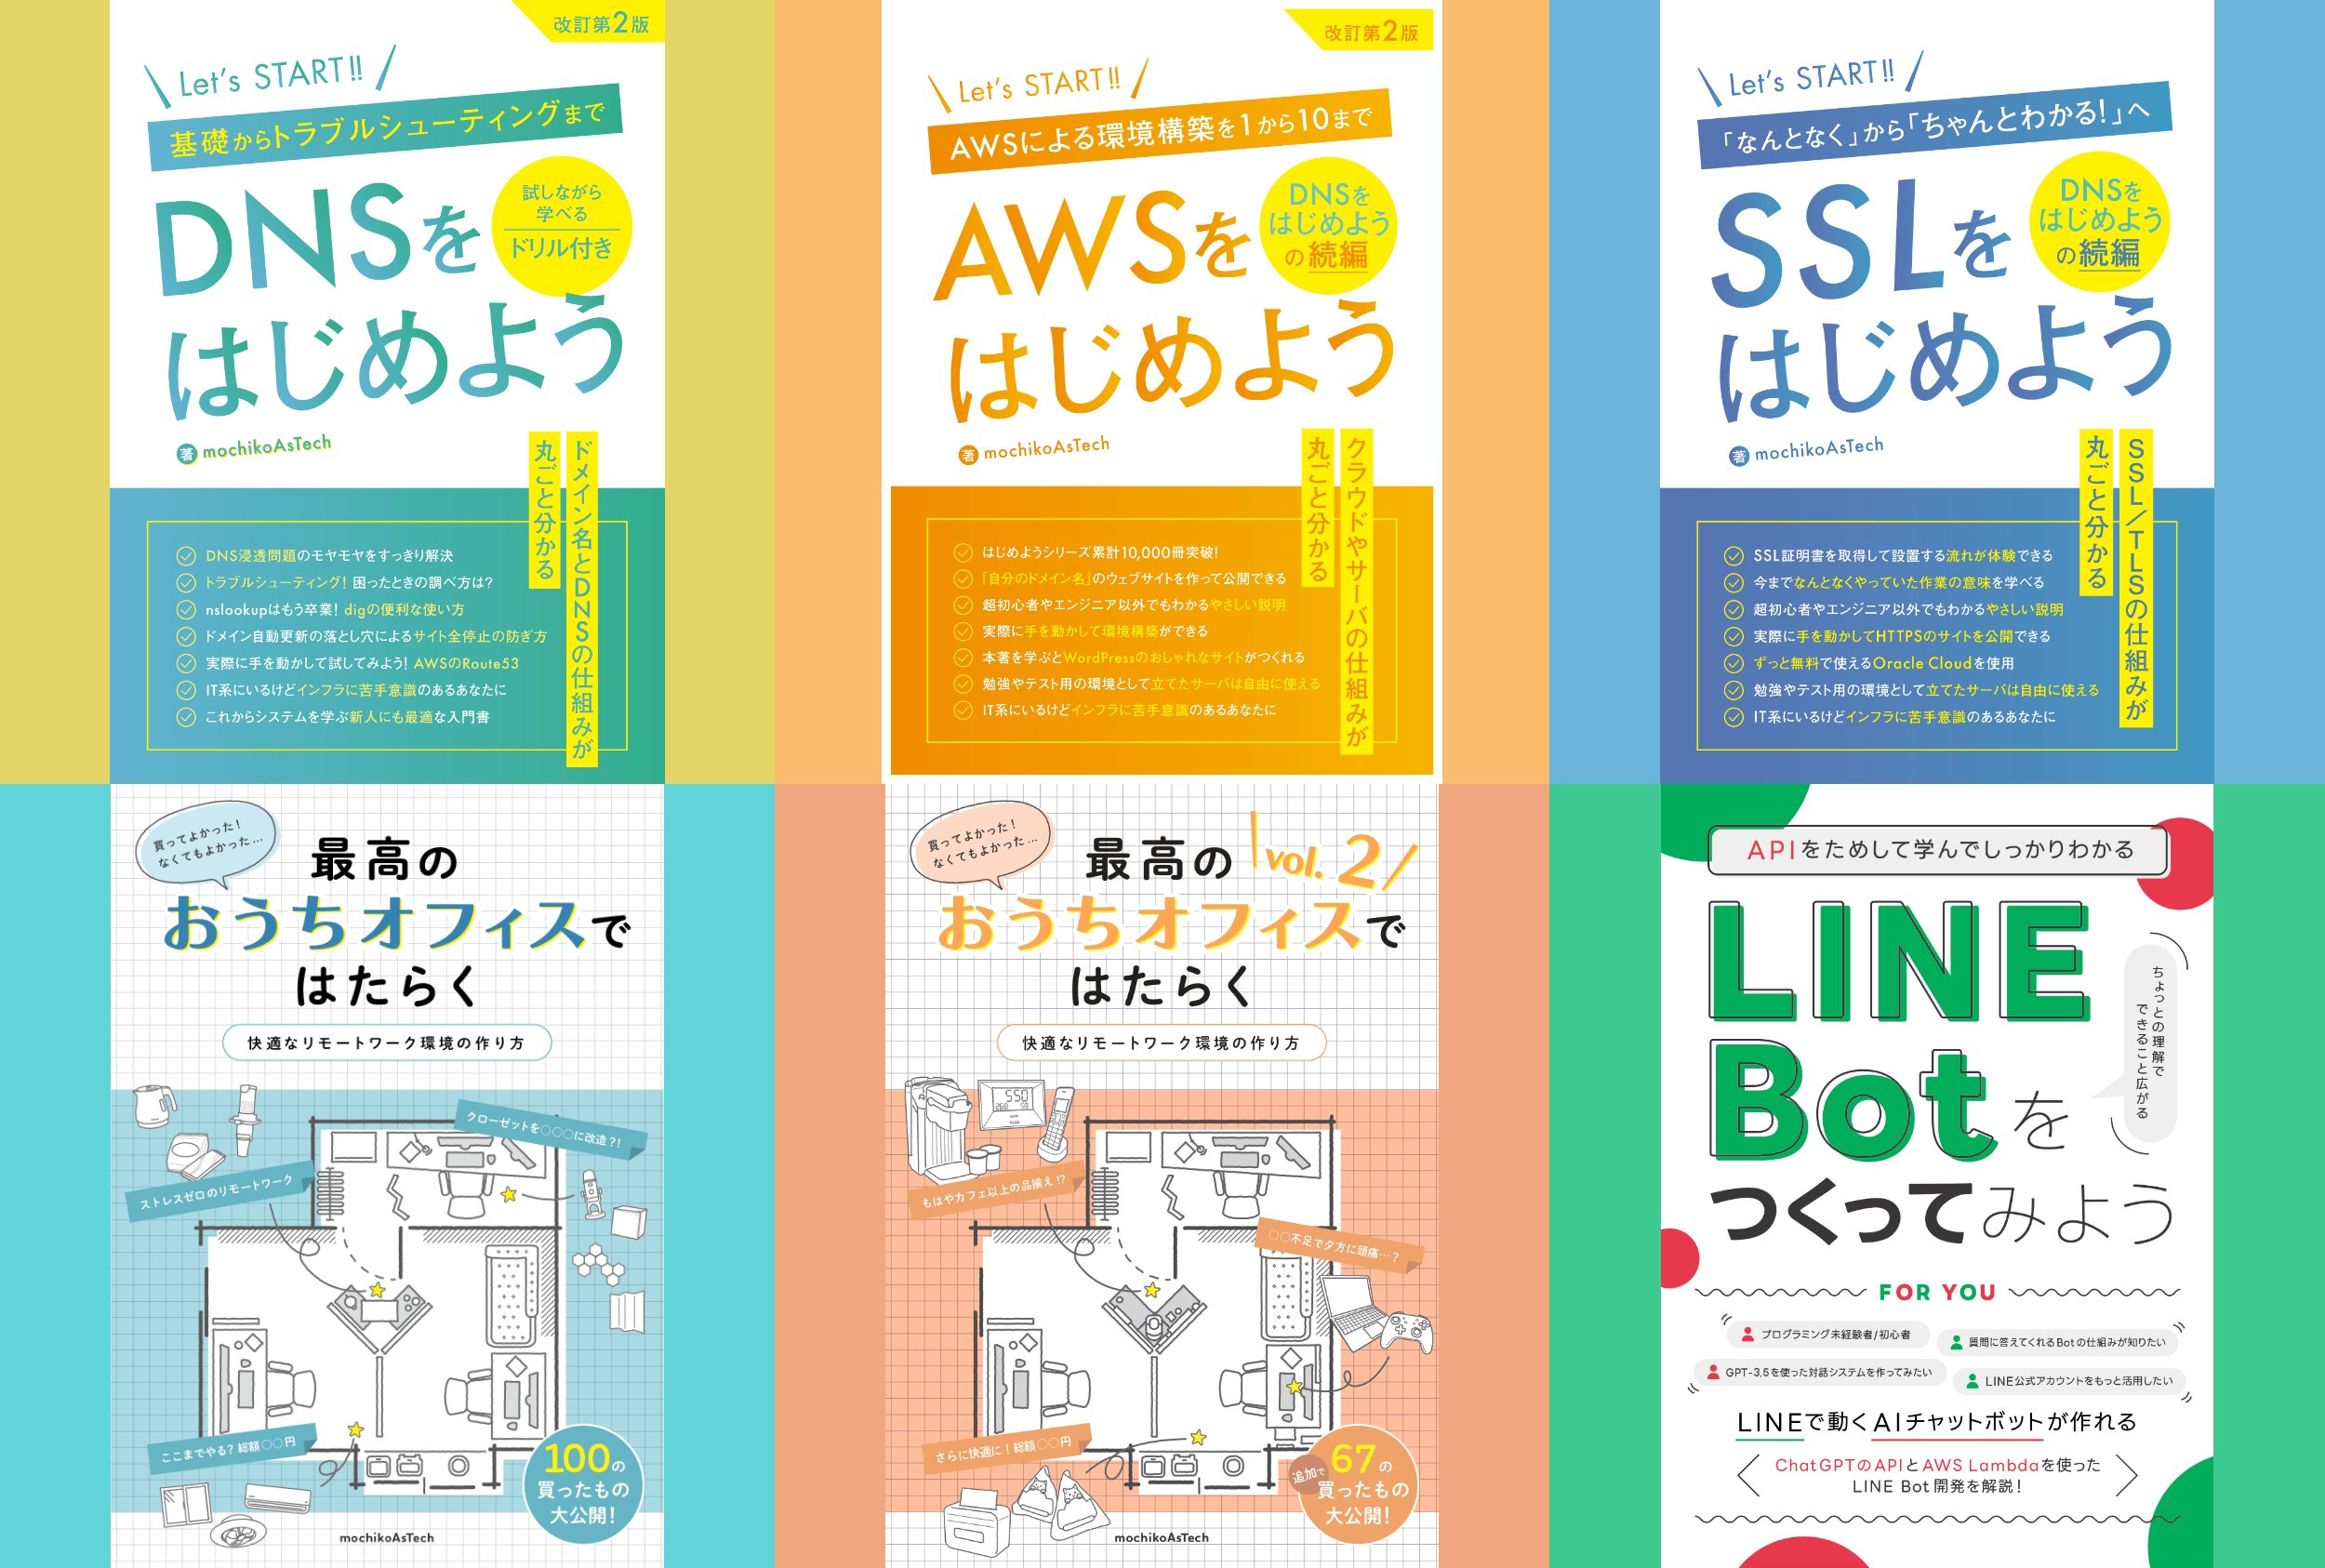 改訂第2版
Let's START!!
基礎からトラブルシューティングまで
DNSを
はじめよう
試しながら
学べる
ドリル付き
著 mochikoAsTech
ドメイン名とDNSの仕組みが
丸ごと分かる
DNS浸透問題のモヤモヤをすっきり解決
トラブルシューティング! 困ったときの調べ方は?
nslookupはもう卒業! digの便利な使い方
ドメイン自動更新の落とし穴によるサイト全停止の防ぎ方
実際に手を動かして試してみよう! AWSのRoute53
IT系にいるけどインフラに苦手意識のあるあなたに
これからシステムを学ぶ新人にも最適な入門書
改訂第2版
Let's START!!
AWSによる環境構築を1から10まで
AWSを
はじめよう
DNSを
はじめよう
の続編
著 mochikoAsTech
クラウドやサーバの仕組みが
丸ごと分かる
はじめようシリーズ累計10,000冊突破!
「自分のドメイン名」のウェブサイトを作って公開できる
超初心者やエンジニア以外でもわかるやさしい説明
実際に手を動かして環境構築ができる
本著を学ぶとWordPressのおしゃれなサイトがつくれる
勉強やテスト用の環境として立てたサーバは自由に使える
IT系にいるけどインフラに苦手意識のあるあなたに
Let's START!!
「なんとなく」から「ちゃんとわかる!」へ
SSLを
はじめよう
DNSを
はじめよう
の続編
著 mochikoAsTech
SSL/TLSの仕組みが
丸ごと分かる
SSL証明書を取得して設置する流れが体験できる
今までなんとなくやっていた作業の意味を学べる
超初心者やエンジニア以外でもわかるやさしい説明
実際に手を動かしてHTTPSのサイトを公開できる
ずっと無料で使えるOracle Cloudを使用
勉強やテスト用の環境として立てたサーバは自由に使える
IT系にいるけどインフラに苦手意識のあるあなたに
買ってよかった!
なくてもよかった…
最高の
おうちオフィスで
はたらく
快適なリモートワーク環境の作り方
クローゼットを○○○に改造?!
ストレスゼロのリモートワーク
ここまでやる? 総額○○円
100の
買ったもの
大公開!
mochikoAsTech
買ってよかった!
なくてもよかった…
最高の
vol. 2
おうちオフィスで
はたらく
快適なリモートワーク環境の作り方
550
もはやカフェ以上の品揃え!?
○○不足で夕方に頭痛…?
さらに快適に! 総額○○円
追加で
67の
買ったもの
大公開!
mochikoAsTech
APIをためして学んでしっかりわかる
LINE
Botを
つくってみよう
ちょっとの理解で
できること広がる
FOR YOU
プログラミング未経験者/初心者
質問に答えてくれるBotの仕組みが知りたい
GPT-3.5を使った対話システムを作ってみたい
LINE公式アカウントをもっと活用したい
LINEで動くAIチャットボットが作れる
ChatGPTのAPIとAWS Lambdaを使った
LINE Bot開発を解説!